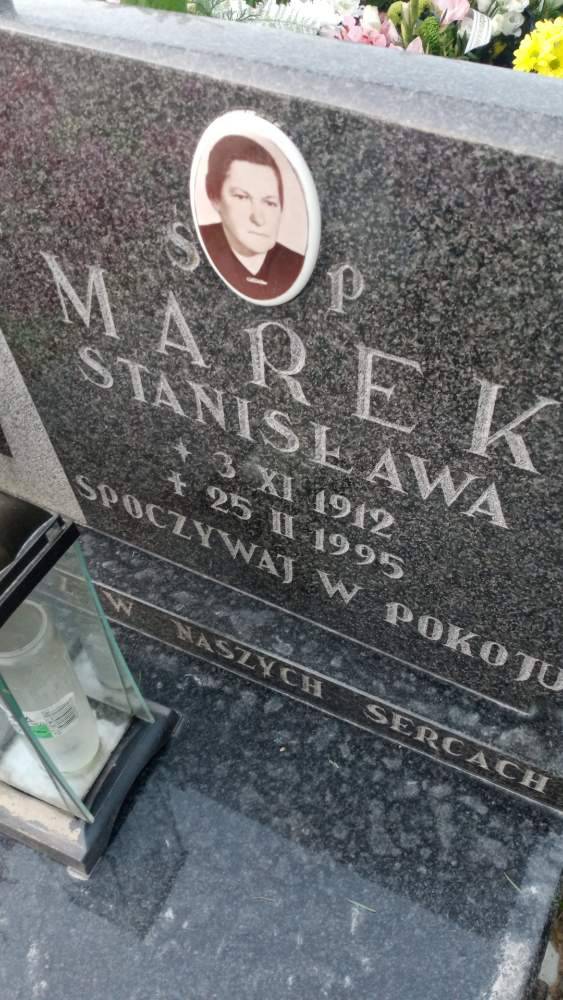 Ś P
MAREK
STANISŁAWA
* 3 XI 1912
† 25 II 1995
SPOCZYWAJ W POKOJU
W NASZYCH SERCACH